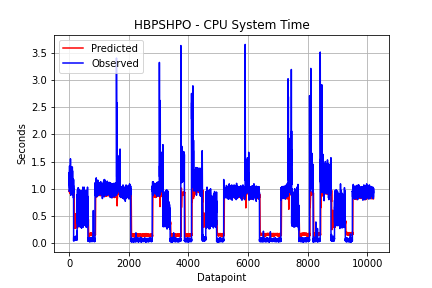 HBPSHPO - CPU System Time
Predicted
Observed
Seconds
3.5
3.0
2.5
2.0
1.5
1.0
0.5
0.0
0 2000 4000 6000 8000 10000
Datapoint